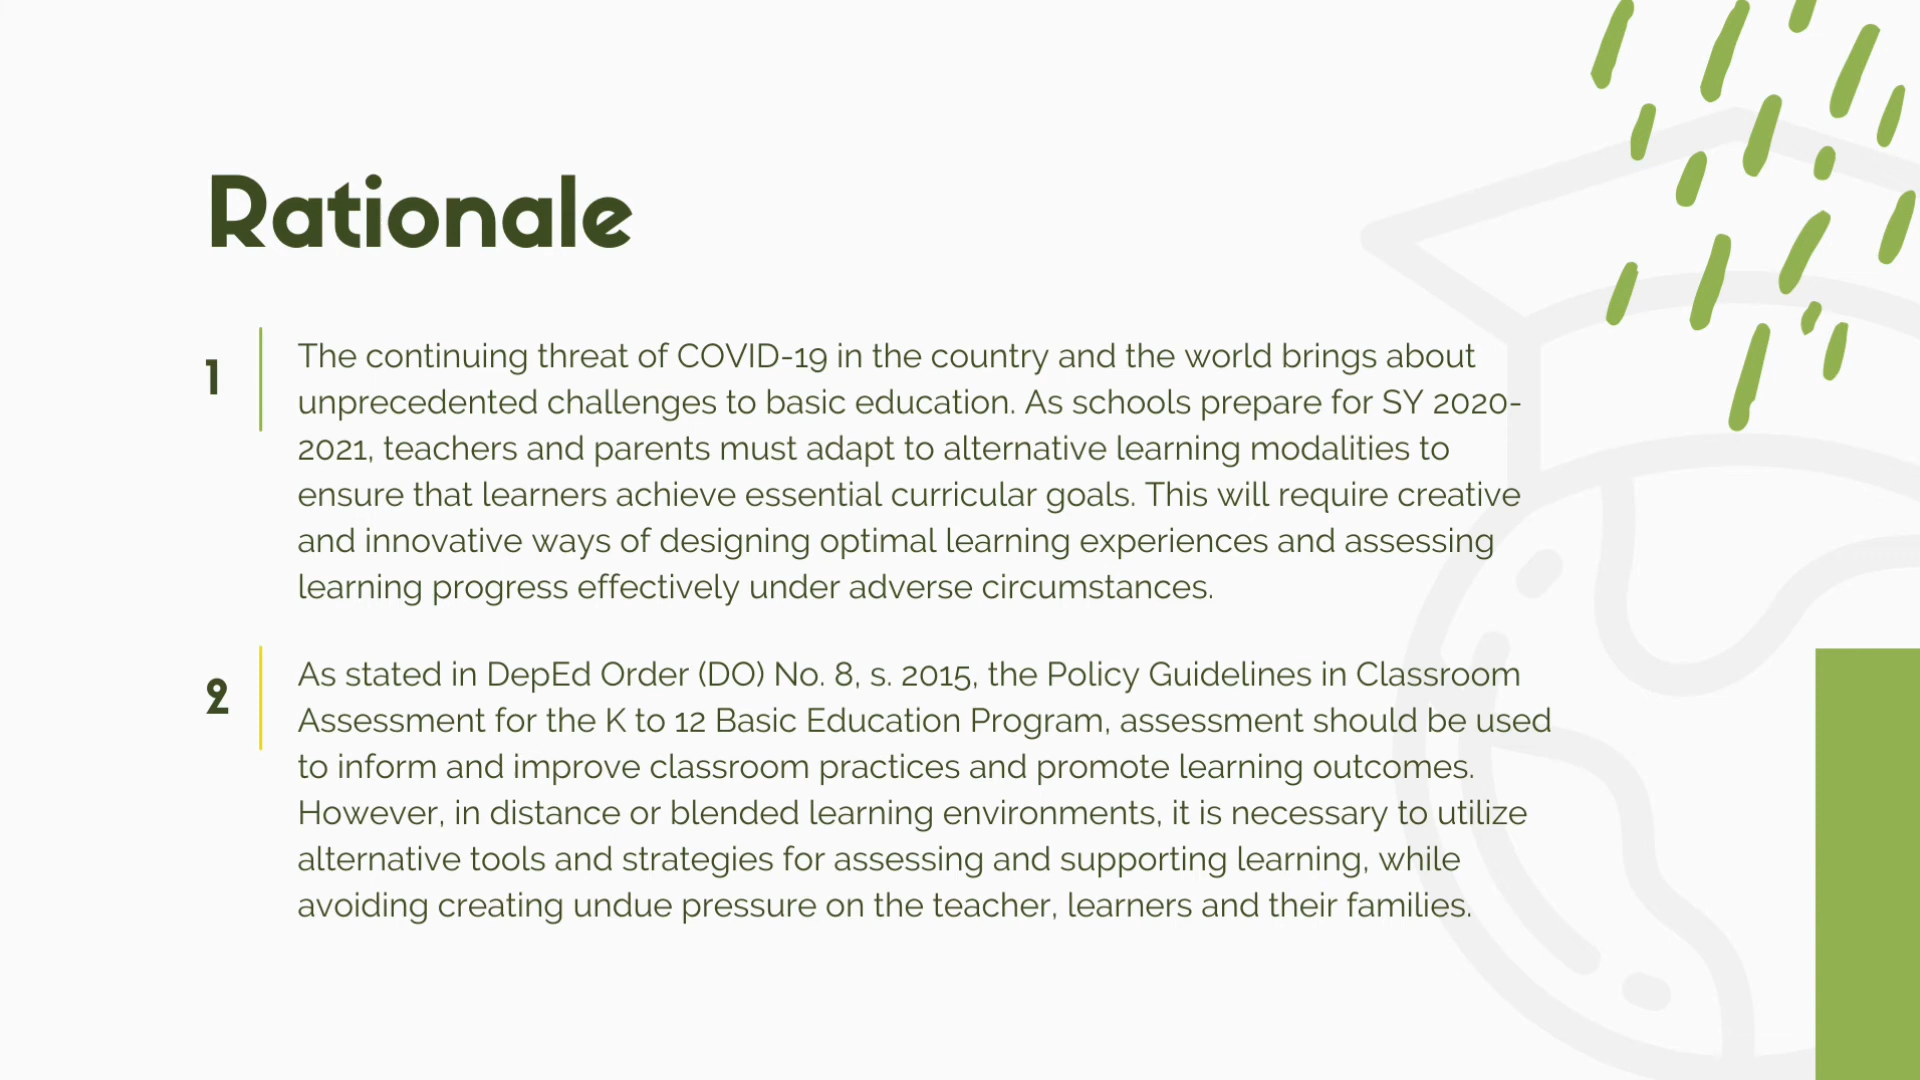 Rationale
1
The continuing threat of COVID-19 in the country and the world brings about
unprecedented challenges to basic education. As schools prepare for SY 2020-
2021, teachers and parents must adapt to alternative learning modalities to
ensure that learners achieve essential curricular goals. This will require creative
and innovative ways of designing optimal learning experiences and assessing
learning progress effectively under adverse circumstances.
2
As stated in DepEd Order (DO) No. 8, s. 2015, the Policy Guidelines in Classroom
Assessment for the K to 12 Basic Education Program, assessment should be used
to inform and improve classroom practices and promote learning outcomes.
However, in distance or blended learning environments, it is necessary to utilize
alternative tools and strategies for assessing and supporting learning, while
avoiding creating undue pressure on the teacher, learners and their families.